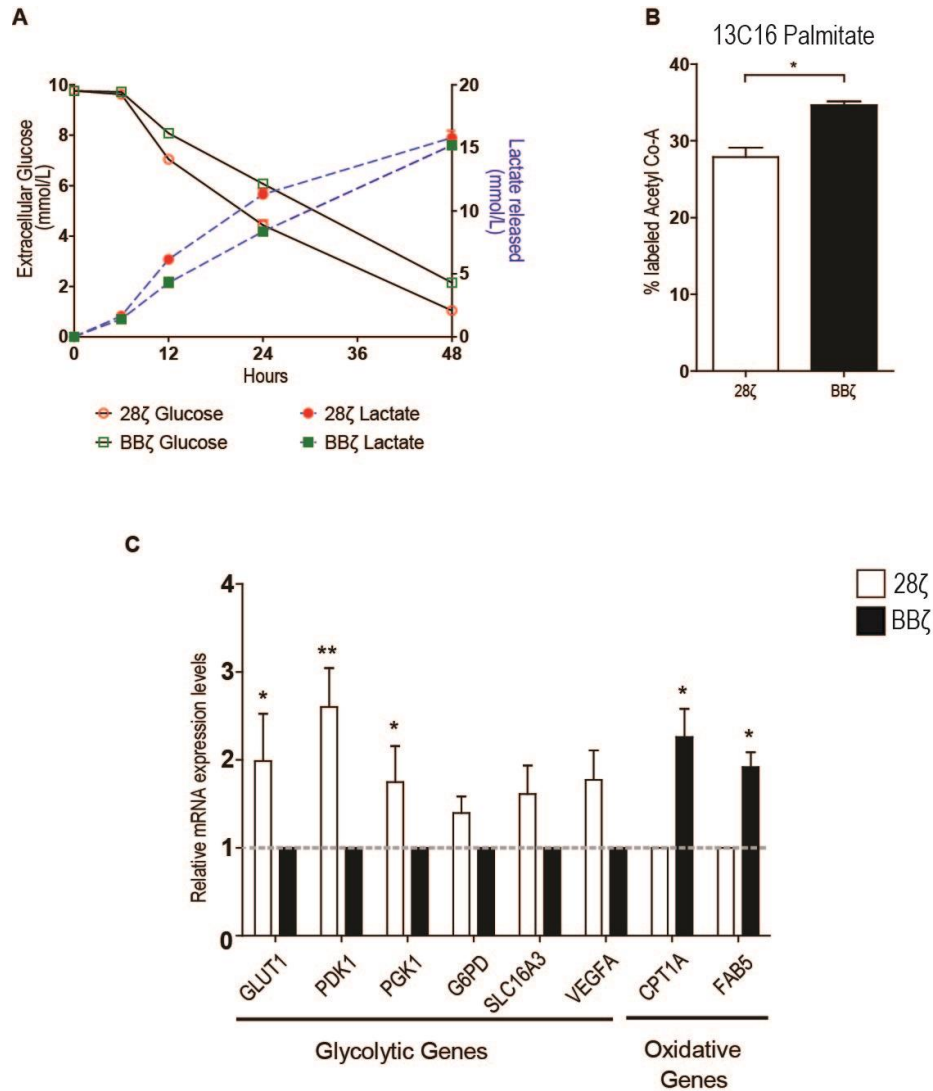 A
Extracellular Glucose
(mmol/L)
10
8
6
4
2
0
20
15
10
5
0
Lactate released
(mmol/L)
0 12 24 36 48
Hours
28ζ Glucose 28ζ Lactate
BBζ Glucose BBζ Lactate
B
13C16 Palmitate
*
% labeled Acetyl Co-A
40
30
20
10
0
28ζ BBζ
C
28ζ
BBζ
Relative mRNA expression levels
4
3
2
1
0
* ** * * *
GLUT1 PDK1 PGK1 G6PD SLC16A3 VEGFA CPT1A FAB5
Glycolytic Genes
Oxidative
Genes